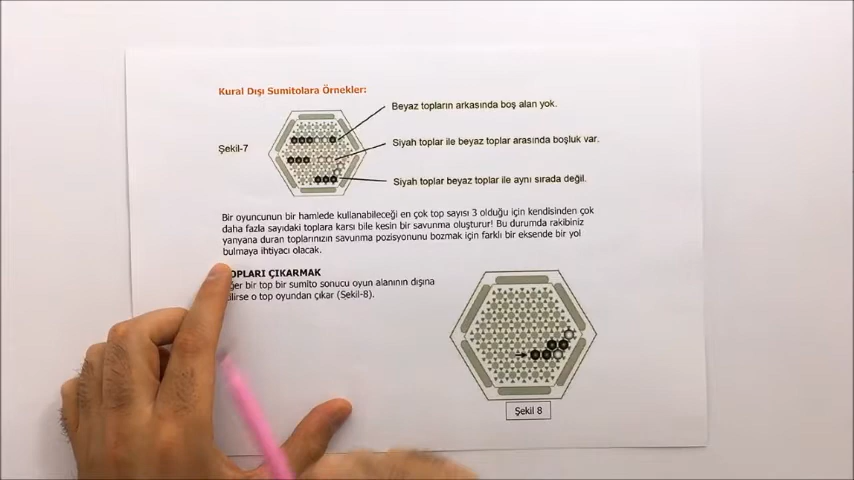 Kural Dışı Sumitolara Örnekler:
Beyaz topların arkasında boş alan yok.
Siyah toplar ile beyaz toplar arasında boşluk var.
Şekil-7
Siyah toplar beyaz toplar ile aynı sırada değil.
Bir oyuncunun bir hamlede kullanabileceği en çok top sayısı 3 olduğu için kendisinden çok
daha fazla sayıdaki toplara karsı bile kesin bir savunma oluşturur! Bu durumda rakibiniz
yanyana duran toplarınızın savunma pozisyonunu bozmak için farklı bir eksende bir yol
bulmaya ihtiyacı olacak.
OPLARI ÇIKARMAK
ğer bir top bir sumito sonucu oyun alanının dışına
ilirse o top oyundan çıkar (Şekil-8).
Şekil 8